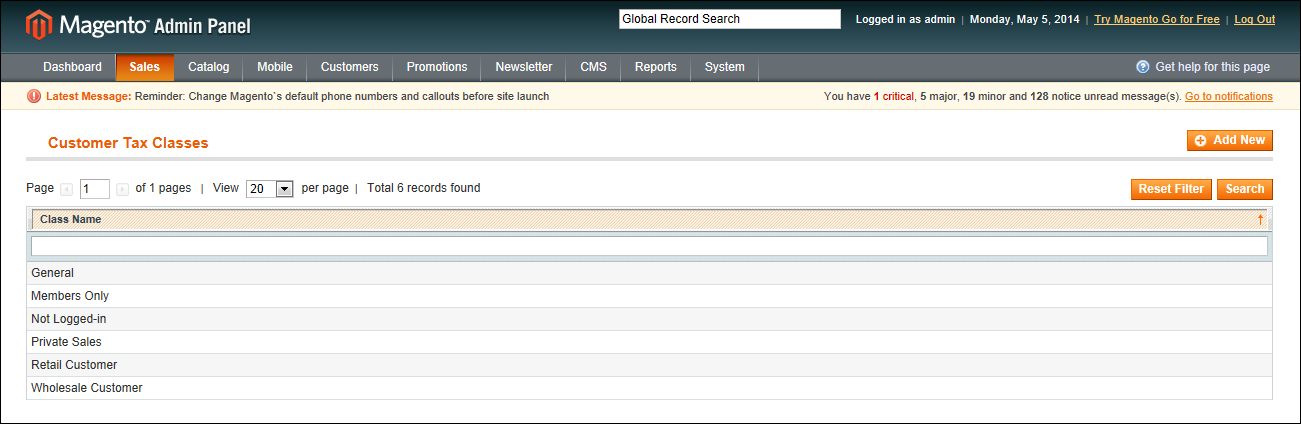 Magento™ Admin Panel
Global Record Search
Logged in as admin | Monday, May 5, 2014 | Try Magento Go for Free | Log Out
Dashboard Sales Catalog Mobile Customers Promotions Newsletter CMS Reports System Get help for this page
Latest Message: Reminder: Change Magento`s default phone numbers and callouts before site launch You have 1 critical, 5 major, 19 minor and 128 notice unread message(s). Go to notifications
Customer Tax Classes Add New
Page 1 of 1 pages | View 20 per page | Total 6 records found Reset Filter Search
Class Name ↑
General
Members Only
Not Logged-in
Private Sales
Retail Customer
Wholesale Customer